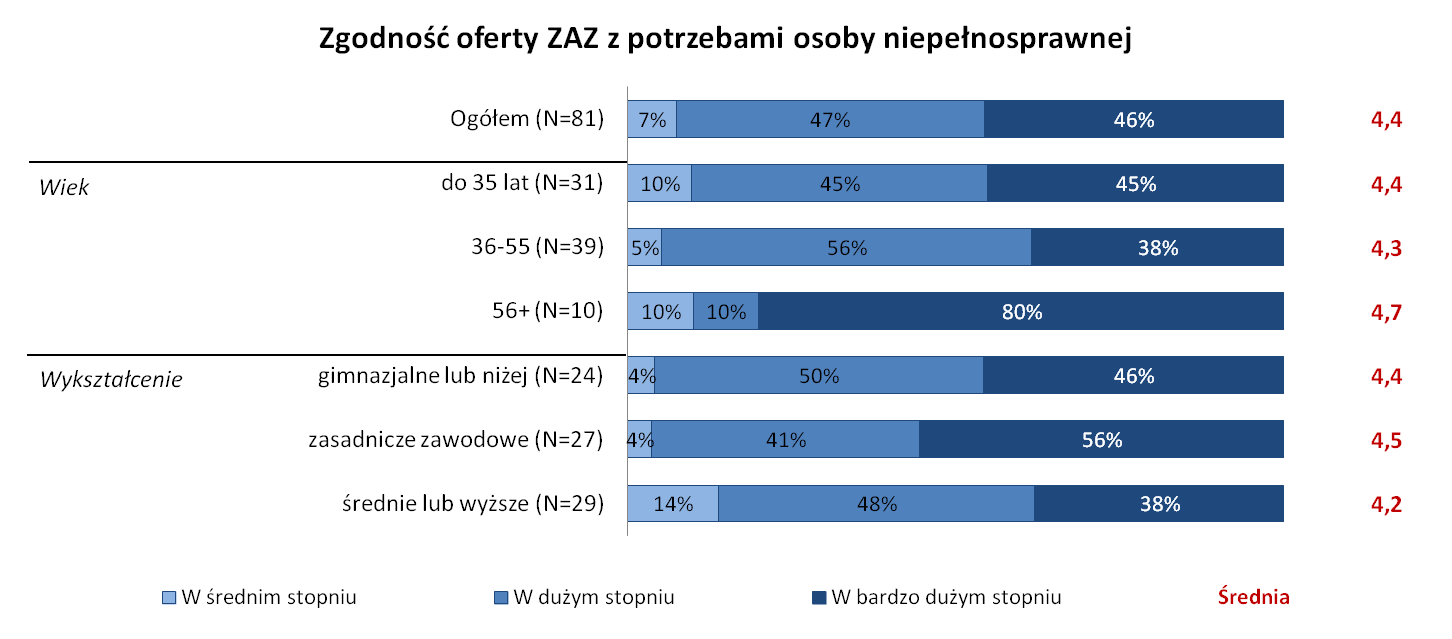 Zgodność oferty ZAZ z potrzebami osoby niepełnosprawnej
Ogółem (N=81) 7% 47% 46% 4,4
Wiek
do 35 lat (N=31) 10% 45% 45% 4,4
36-55 (N=39) 5% 56% 38% 4,3
56+ (N=10) 10% 10% 80% 4,7
Wykształcenie
gimnazjalne lub niżej (N=24) 4% 50% 46% 4,4
zasadnicze zawodowe (N=27) 4% 41% 56% 4,5
średnie lub wyższe (N=29) 14% 48% 38% 4,2
W średnim stopniu W dużym stopniu W bardzo dużym stopniu Średnia